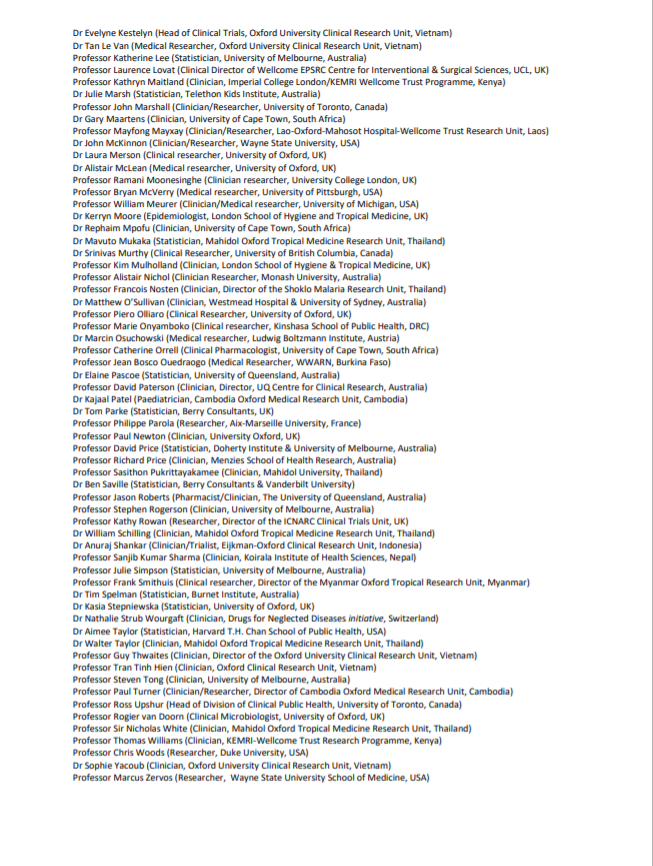 Dr Evelyne Kestelyn (Head of Clinical Trials, Oxford University Clinical Research Unit, Vietnam)
Dr Tan Le Van (Medical Researcher, Oxford University Clinical Research Unit, Vietnam)
Professor Katherine Lee (Statistician, University of Melbourne, Australia)
Professor Laurence Lovat (Clinical Director of Wellcome EPSRC Centre for Interventional & Surgical Sciences, UCL, UK)
Professor Kathryn Maitland (Clinician, Imperial College London/KEMRI Wellcome Trust Programme, Kenya)
Dr Julie Marsh (Statistician, Telethon Kids Institute, Australia)
Professor John Marshall (Clinician/Researcher, University of Toronto, Canada)
Dr Gary Maartens (Clinician, University of Cape Town, South Africa)
Professor Mayfong Mayxay (Clinician/Researcher, Lao-Oxford-Mahosot Hospital-Wellcome Trust Research Unit, Laos)
Dr John McKinnon (Clinician/Researcher, Wayne State University, USA)
Dr Laura Merson (Clinical researcher, University of Oxford, UK)
Dr Alistair McLean (Medical researcher, University of Oxford, UK)
Professor Ramani Moonesinghe (Clinician researcher, University College London, UK)
Professor Bryan McVerry (Medical researcher, University of Pittsburgh, USA)
Professor William Meurer (Clinician/Medical researcher, University of Michigan, USA)
Dr Kerryn Moore (Epidemiologist, London School of Hygiene and Tropical Medicine, UK)
Dr Rephaim Mpofu (Clinician, University of Cape Town, South Africa)
Dr Mavuto Mukaka (Statistician, Mahidol Oxford Tropical Medicine Research Unit, Thailand)
Dr Srinivas Murthy (Clinical Researcher, University of British Columbia, Canada)
Professor Kim Mulholland (Clinician, London School of Hygiene & Tropical Medicine, UK)
Professor Alistair Nichol (Clinician Researcher, Monash University, Australia)
Professor Francois Nosten (Clinician, Director of the Shoklo Malaria Research Unit, Thailand)
Dr Matthew O'Sullivan (Clinician, Westmead Hospital & University of Sydney, Australia)
Professor Piero Olliaro (Clinical Researcher, University of Oxford, UK)
Professor Marie Onyamboko (Clinical researcher, Kinshasa School of Public Health, DRC)
Dr Marcin Osuchowski (Medical researcher, Ludwig Boltzmann Institute, Austria)
Professor Catherine Orrell (Clinical Pharmacologist, University of Cape Town, South Africa)
Professor Jean Bosco Ouedraogo (Medical Researcher, WWARN, Burkina Faso)
Dr Elaine Pascoe (Statistician, University of Queensland, Australia)
Professor David Paterson (Clinician, Director, UQ Centre for Clinical Research, Australia)
Dr Kajaal Patel (Paediatrician, Cambodia Oxford Medical Research Unit, Cambodia)
Dr Tom Parke (Statistician, Berry Consultants, UK)
Professor Philippe Parola (Researcher, Aix-Marseille University, France)
Professor Paul Newton (Clinician, University Oxford, UK)
Professor David Price (Statistician, Doherty Institute & University of Melbourne, Australia)
Professor Richard Price (Clinician, Menzies School of Health Research, Australia)
Professor Sasithon Pukrittayakamee (Clinician, Mahidol University, Thailand)
Dr Ben Saville (Statistician, Berry Consultants & Vanderbilt University)
Professor Jason Roberts (Pharmacist/Clinician, The University of Queensland, Australia)
Professor Stephen Rogerson (Clinician, University of Melbourne, Australia)
Professor Kathy Rowan (Researcher, Director of the ICNARC Clinical Trials Unit, UK)
Dr William Schilling (Clinician, Mahidol Oxford Tropical Medicine Research Unit, Thailand)
Dr Anuraj Shankar (Clinician/Trialist, Eijkman-Oxford Clinical Research Unit, Indonesia)
Professor Sanjib Kumar Sharma (Clinician, Koirala Institute of Health Sciences, Nepal)
Professor Julie Simpson (Statistician, University of Melbourne, Australia)
Professor Frank Smithuis (Clinical researcher, Director of the Myanmar Oxford Tropical Research Unit, Myanmar)
Dr Tim Spelman (Statistician, Burnet Institute, Australia)
Dr Kasia Stepniewska (Statistician, University of Oxford, UK)
Dr Nathalie Strub Wourgaft (Clinician, Drugs for Neglected Diseases initiative, Switzerland)
Dr Aimee Taylor (Statistician, Harvard T.H. Chan School of Public Health, USA)
Dr Walter Taylor (Clinician, Mahidol Oxford Tropical Medicine Research Unit, Thailand)
Professor Guy Thwaites (Clinician, Director of the Oxford University Clinical Research Unit, Vietnam)
Professor Tran Tinh Hien (Clinician, Oxford Clinical Research Unit, Vietnam)
Professor Steven Tong (Clinician, University of Melbourne, Australia)
Professor Paul Turner (Clinician/Researcher, Director of Cambodia Oxford Medical Research Unit, Cambodia)
Professor Ross Upshur (Head of Division of Clinical Public Health, University of Toronto, Canada)
Professor Rogier van Doorn (Clinical Microbiologist, University of Oxford, UK)
Professor Sir Nicholas White (Clinician, Mahidol Oxford Tropical Medicine Research Unit, Thailand)
Professor Thomas Williams (Clinician, KEMRI-Wellcome Trust Research Programme, Kenya)
Professor Chris Woods (Researcher, Duke University, USA)
Dr Sophie Yacoub (Clinician, Oxford University Clinical Research Unit, Vietnam)
Professor Marcus Zervos (Researcher, Wayne State University School of Medicine, USA)